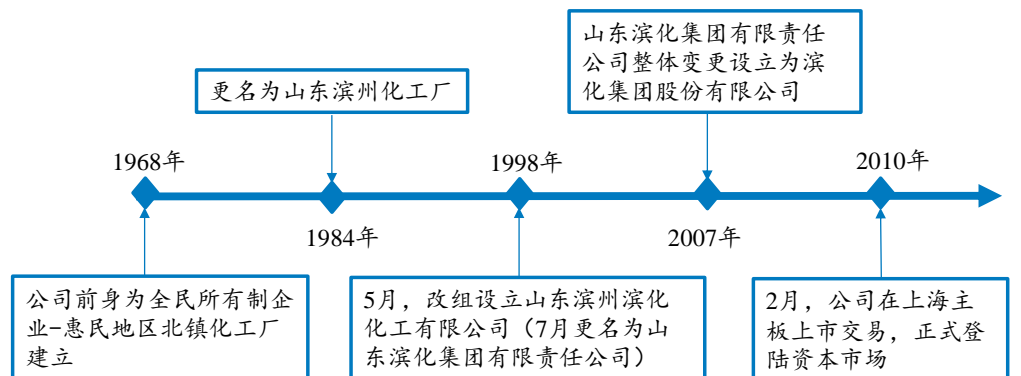 山东滨化集团有限责任
公司整体变更设立为滨
化集团股份有限公司
更名为山东滨州化工厂
1968年
1998年
2010年
1984年
2007年
公司前身为全民所有制企
业-惠民地区北镇化工厂
建立
5月，改组设立山东滨州滨化
化工有限公司（7月更名为山
东滨化集团有限责任公司）
2月，公司在上海主
板上市交易，正式登
陆资本市场